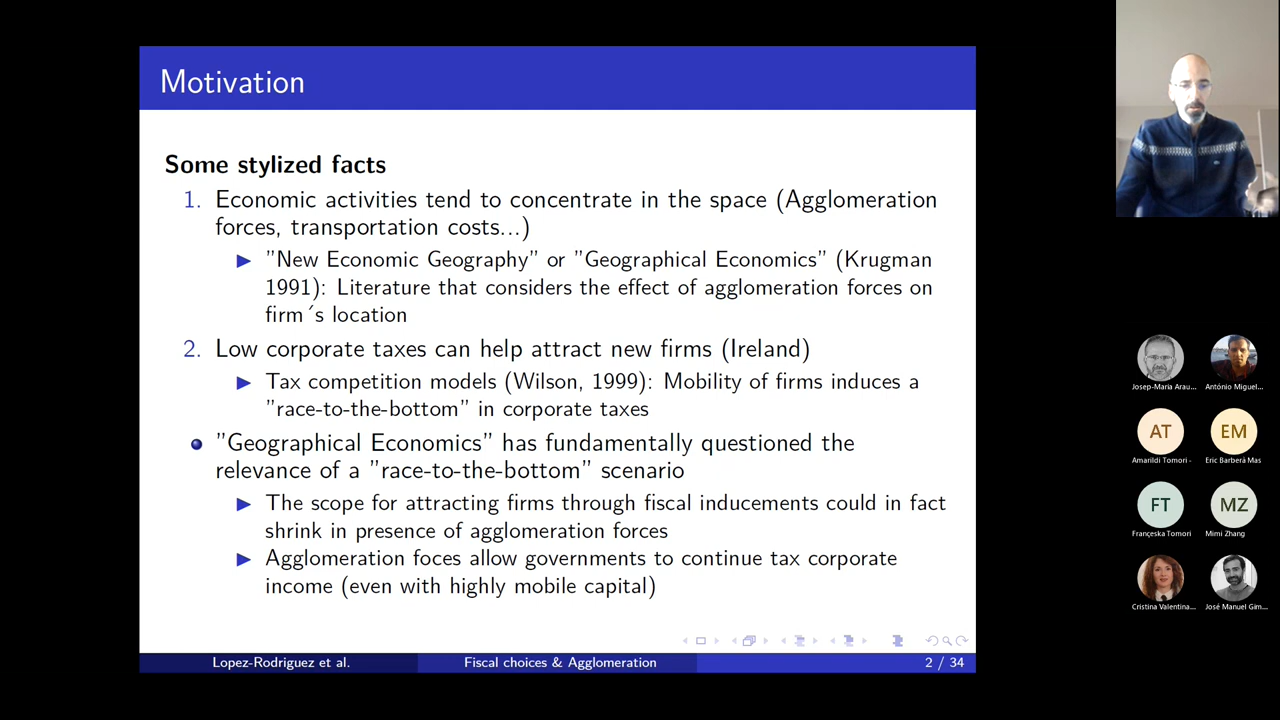 Motivation
Some stylized facts
1. Economic activities tend to concentrate in the space (Agglomeration
forces, transportation costs...)
"New Economic Geography" or "Geographical Economics" (Krugman
1991): Literature that considers the effect of agglomeration forces on
firm´s location
2. Low corporate taxes can help attract new firms (Ireland)
Tax competition models (Wilson, 1999): Mobility of firms induces a
"race-to-the-bottom" in corporate taxes
"Geographical Economics" has fundamentally questioned the
relevance of a "race-to-the-bottom" scenario
The scope for attracting firms through fiscal inducements could in fact
shrink in presence of agglomeration forces
Agglomeration foces allow governments to continue tax corporate
income (even with highly mobile capital)
Lopez-Rodriguez et al.
Fiscal choices & Agglomeration
2 / 34
Josep-Maria Arau...
António Miguel...
AT
EM
Amarildi Tomori -
Eric Barberá Mas
FT
MZ
Françeska Tomori
Mimi Zhang
Cristina Valentina...
José Manuel Gim...